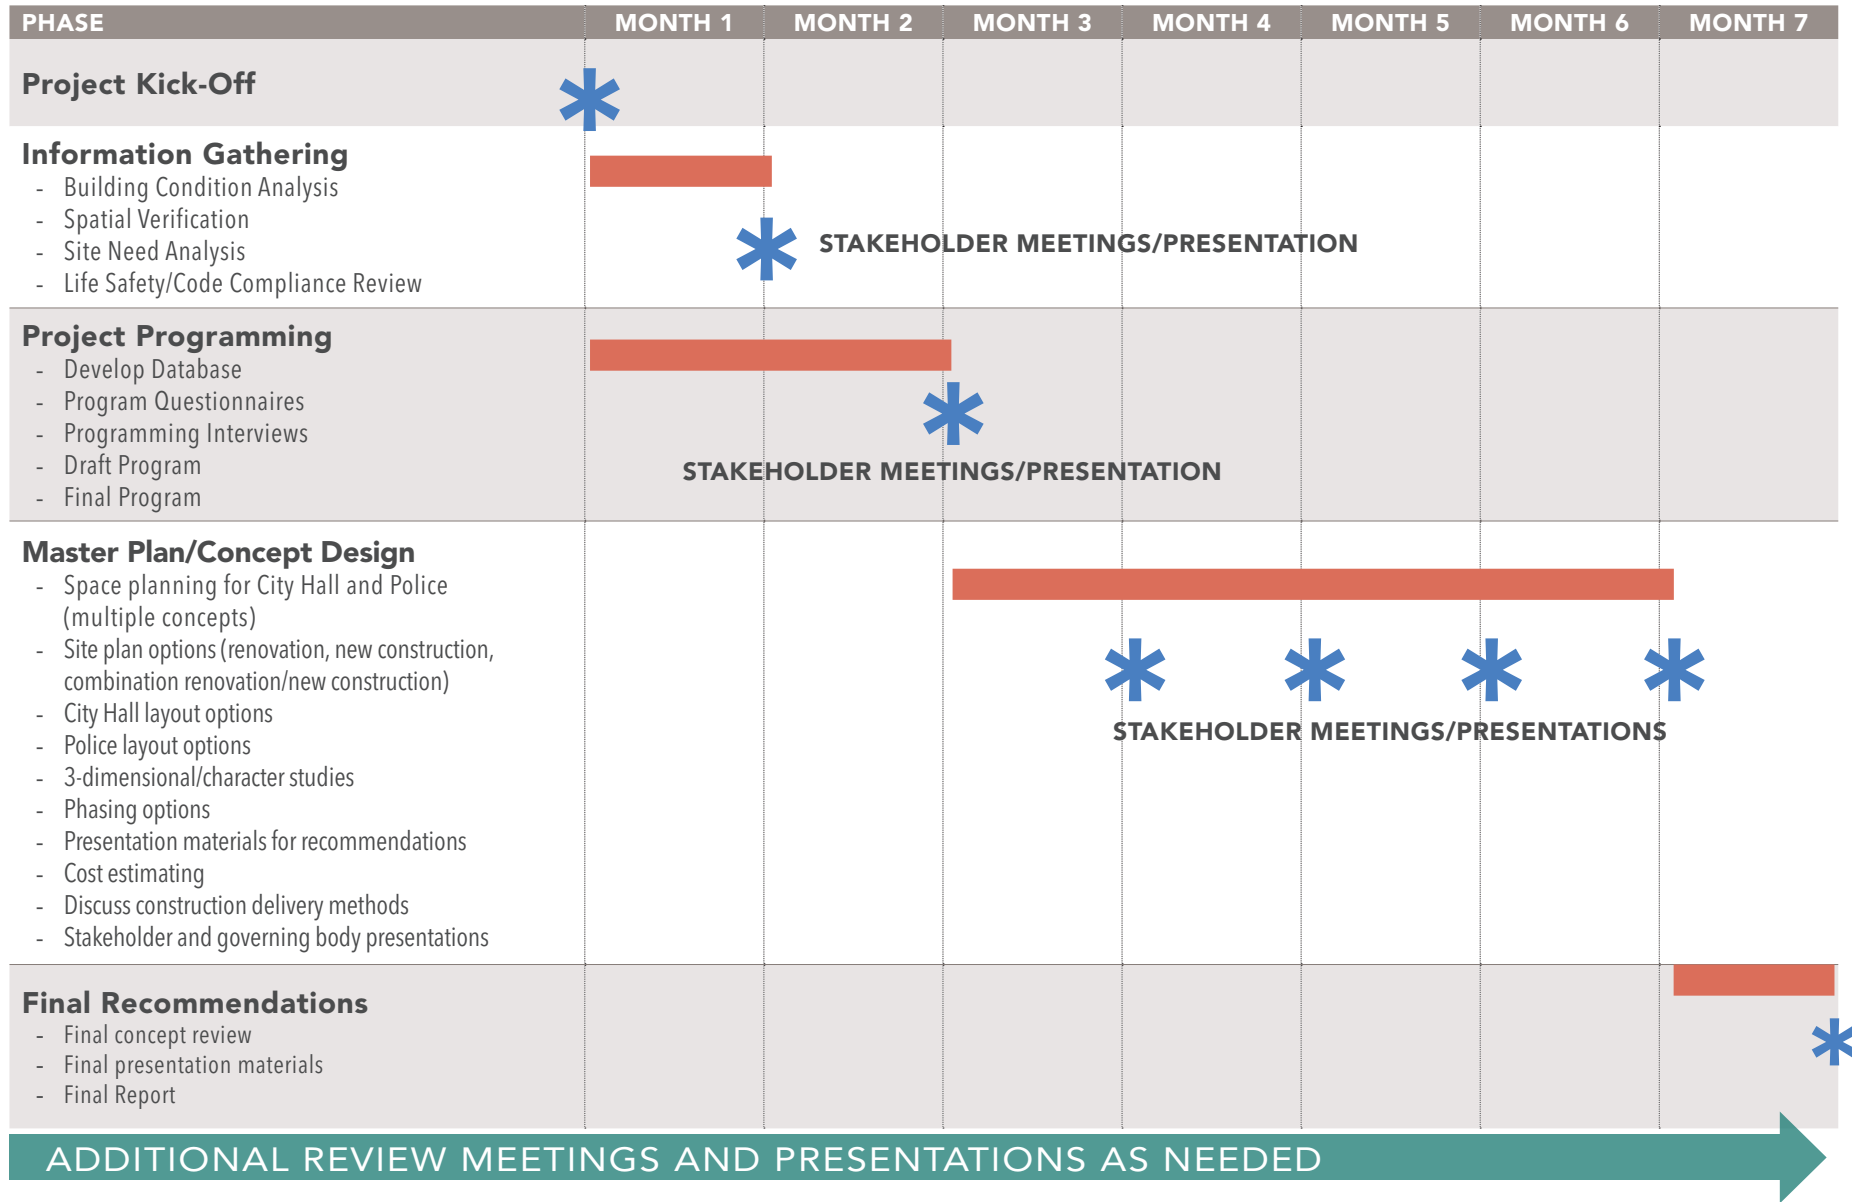 PHASE MONTH 1 MONTH 2 MONTH 3 MONTH 4 MONTH 5 MONTH 6 MONTH 7
Project Kick-Off
Information Gathering
- Building Condition Analysis
- Spatial Verification
- Site Need Analysis
- Life Safety/Code Compliance Review
STAKEHOLDER MEETINGS/PRESENTATION
Project Programming
- Develop Database
- Program Questionnaires
- Programming Interviews
- Draft Program
- Final Program
STAKEHOLDER MEETINGS/PRESENTATION
Master Plan/Concept Design
- Space planning for City Hall and Police
(multiple concepts)
- Site plan options (renovation, new construction,
combination renovation/new construction)
- City Hall layout options
- Police layout options
- 3-dimensional/character studies
- Phasing options
- Presentation materials for recommendations
- Cost estimating
- Discuss construction delivery methods
- Stakeholder and governing body presentations
STAKEHOLDER MEETINGS/PRESENTATIONS
Final Recommendations
- Final concept review
- Final presentation materials
- Final Report
ADDITIONAL REVIEW MEETINGS AND PRESENTATIONS AS NEEDED